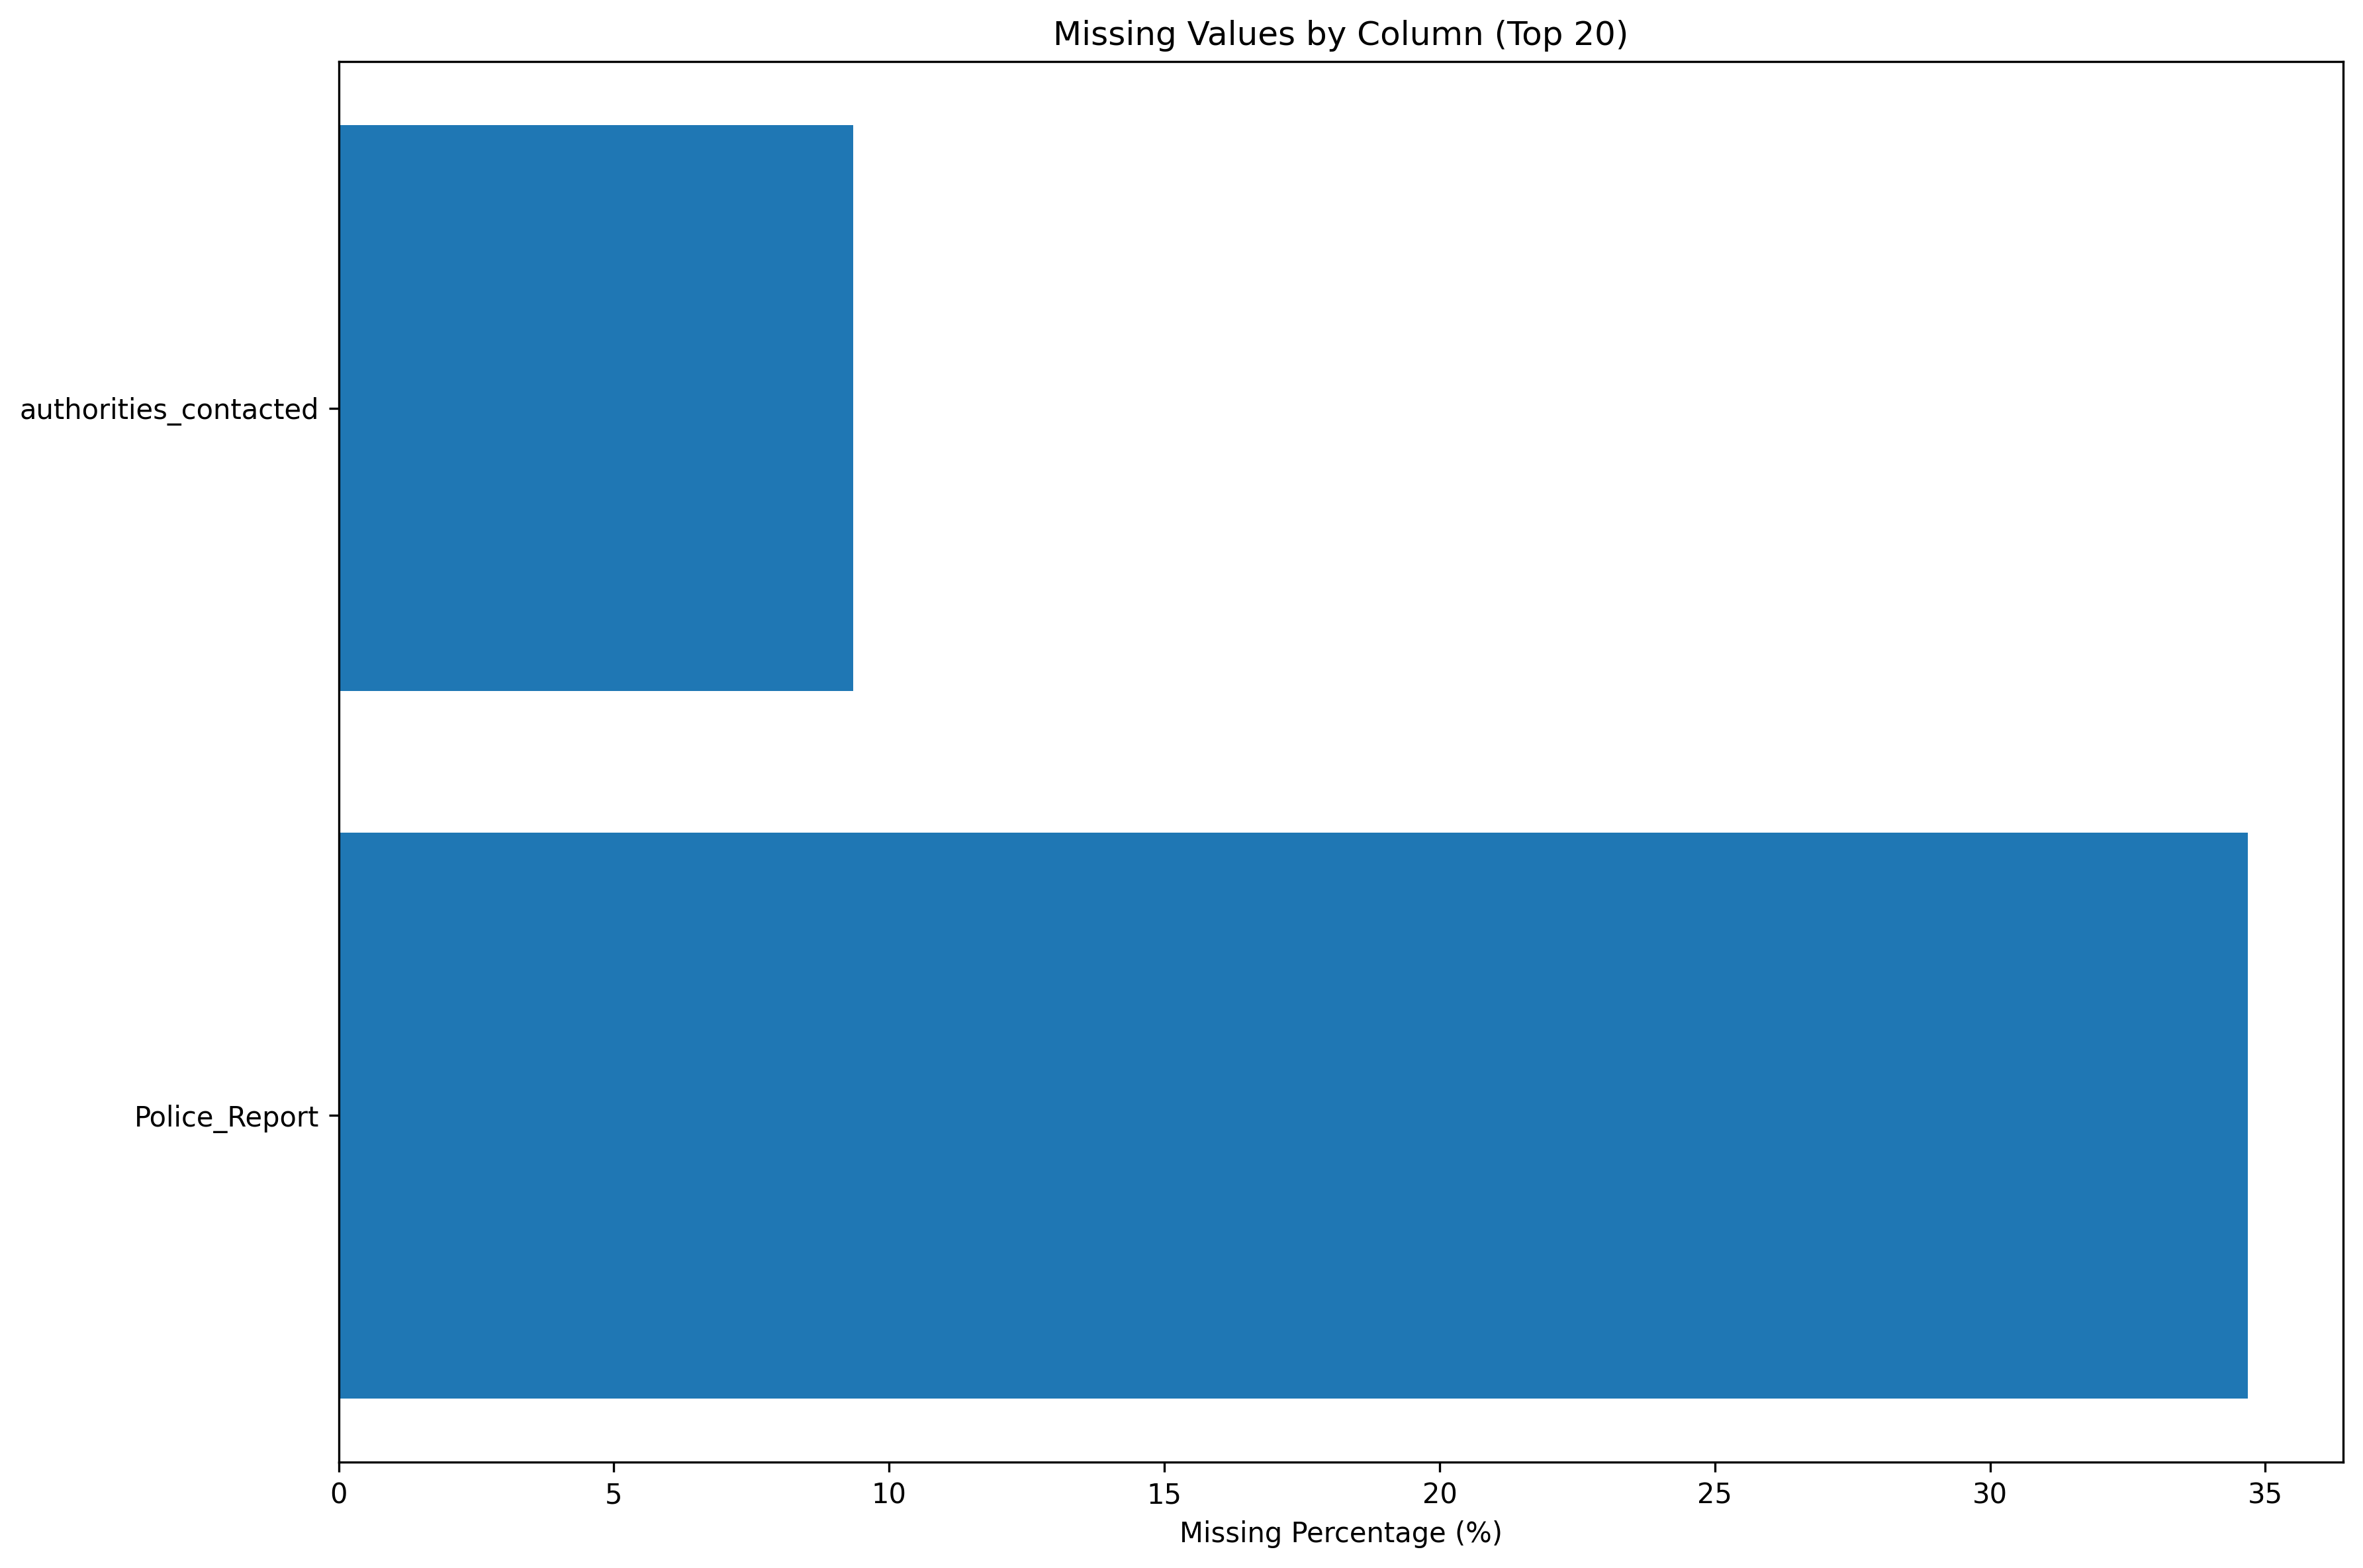 Missing Values by Column (Top 20)
authorities_contacted
Police_Report
0 5 10 15 20 25 30 35
Missing Percentage (%)